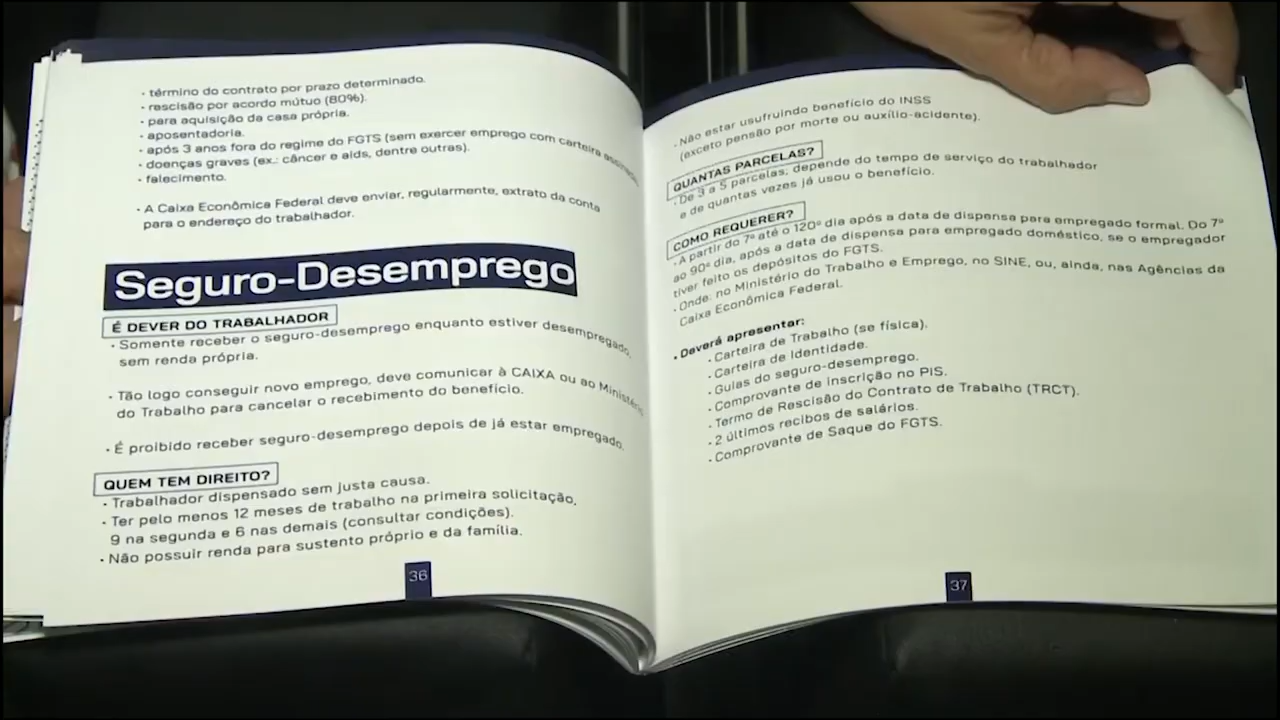 · término do contrato por prazo determinado.
· rescisão por acordo mútuo (80%).
· para aquisição da casa própria.
· aposentadoria.
· após 3 anos fora do regime do FGTS (sem exercer emprego com carteira assinada).
· doenças graves (ex.: câncer e aids, dentre outras).
· falecimento.
· A Caixa Econômica Federal deve enviar, regularmente, extrato da conta
para o endereço do trabalhador.
Seguro-Desemprego
É DEVER DO TRABALHADOR
· Somente receber o seguro-desemprego enquanto estiver desempregado,
sem renda própria.
· Tão logo conseguir novo emprego, deve comunicar à CAIXA ou ao Ministério
do Trabalho para cancelar o recebimento do benefício.
· É proibido receber seguro-desemprego depois de já estar empregado.
QUEM TEM DIREITO?
· Trabalhador dispensado sem justa causa.
· Ter pelo menos 12 meses de trabalho na primeira solicitação,
9 na segunda e 6 nas demais (consultar condições).
· Não possuir renda para sustento próprio e da família.
36
· Não estar usufruindo benefício do INSS
(exceto pensão por morte ou auxílio-acidente).
QUANTAS PARCELAS?
· De 3 a 5 parcelas, depende do tempo de serviço do trabalhador
e de quantas vezes já usou o benefício.
COMO REQUERER?
· A partir do 7º até o 120º dia após a data de dispensa para empregado formal. Do 7º
ao 90º dia, após a data de dispensa para empregado doméstico, se o empregador
tiver feito os depósitos do FGTS.
· Onde: no Ministério do Trabalho e Emprego, no SINE, ou, ainda, nas Agências da
Caixa Econômica Federal.
· Deverá apresentar:
· Carteira de Trabalho (se física).
· Carteira de Identidade.
· Guias do seguro-desemprego.
· Comprovante de inscrição no PIS.
· Termo de Rescisão do Contrato de Trabalho (TRCT).
· 2 últimos recibos de salários.
· Comprovante de Saque do FGTS.
37